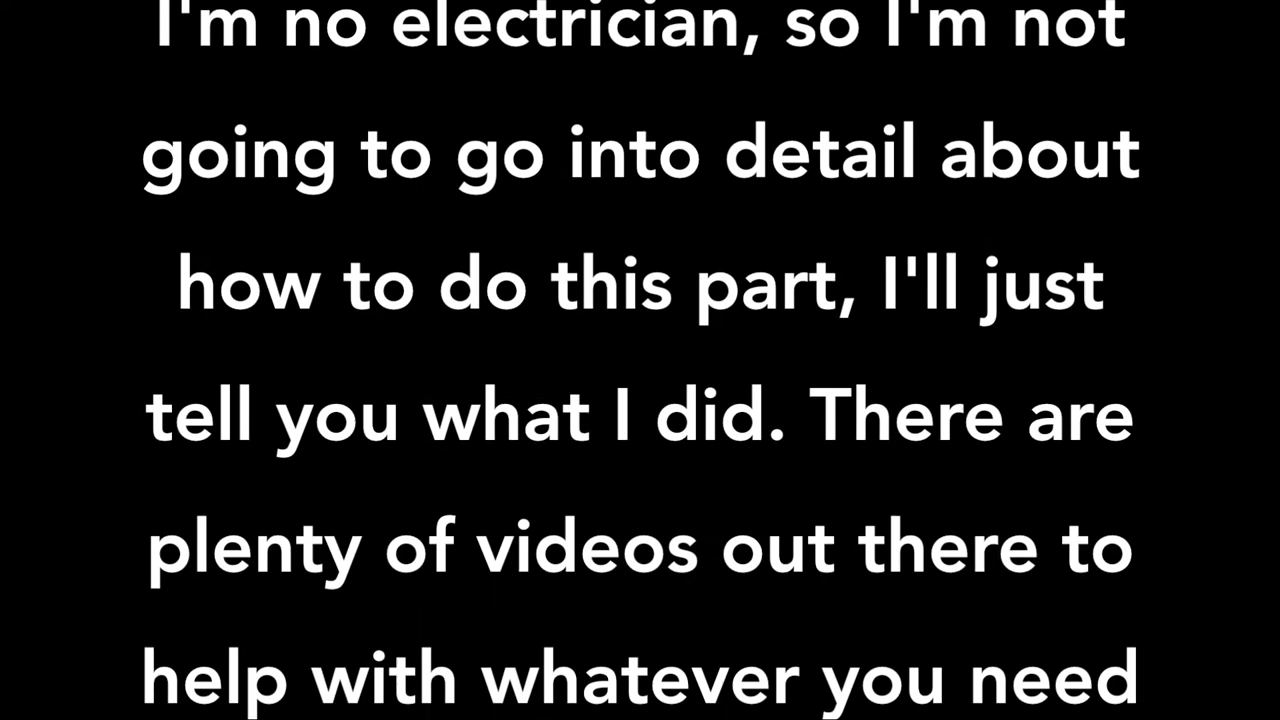 I'm no electrician, so I'm not
going to go into detail about
how to do this part, I'll just
tell you what I did. There are
plenty of videos out there to
help with whatever you need